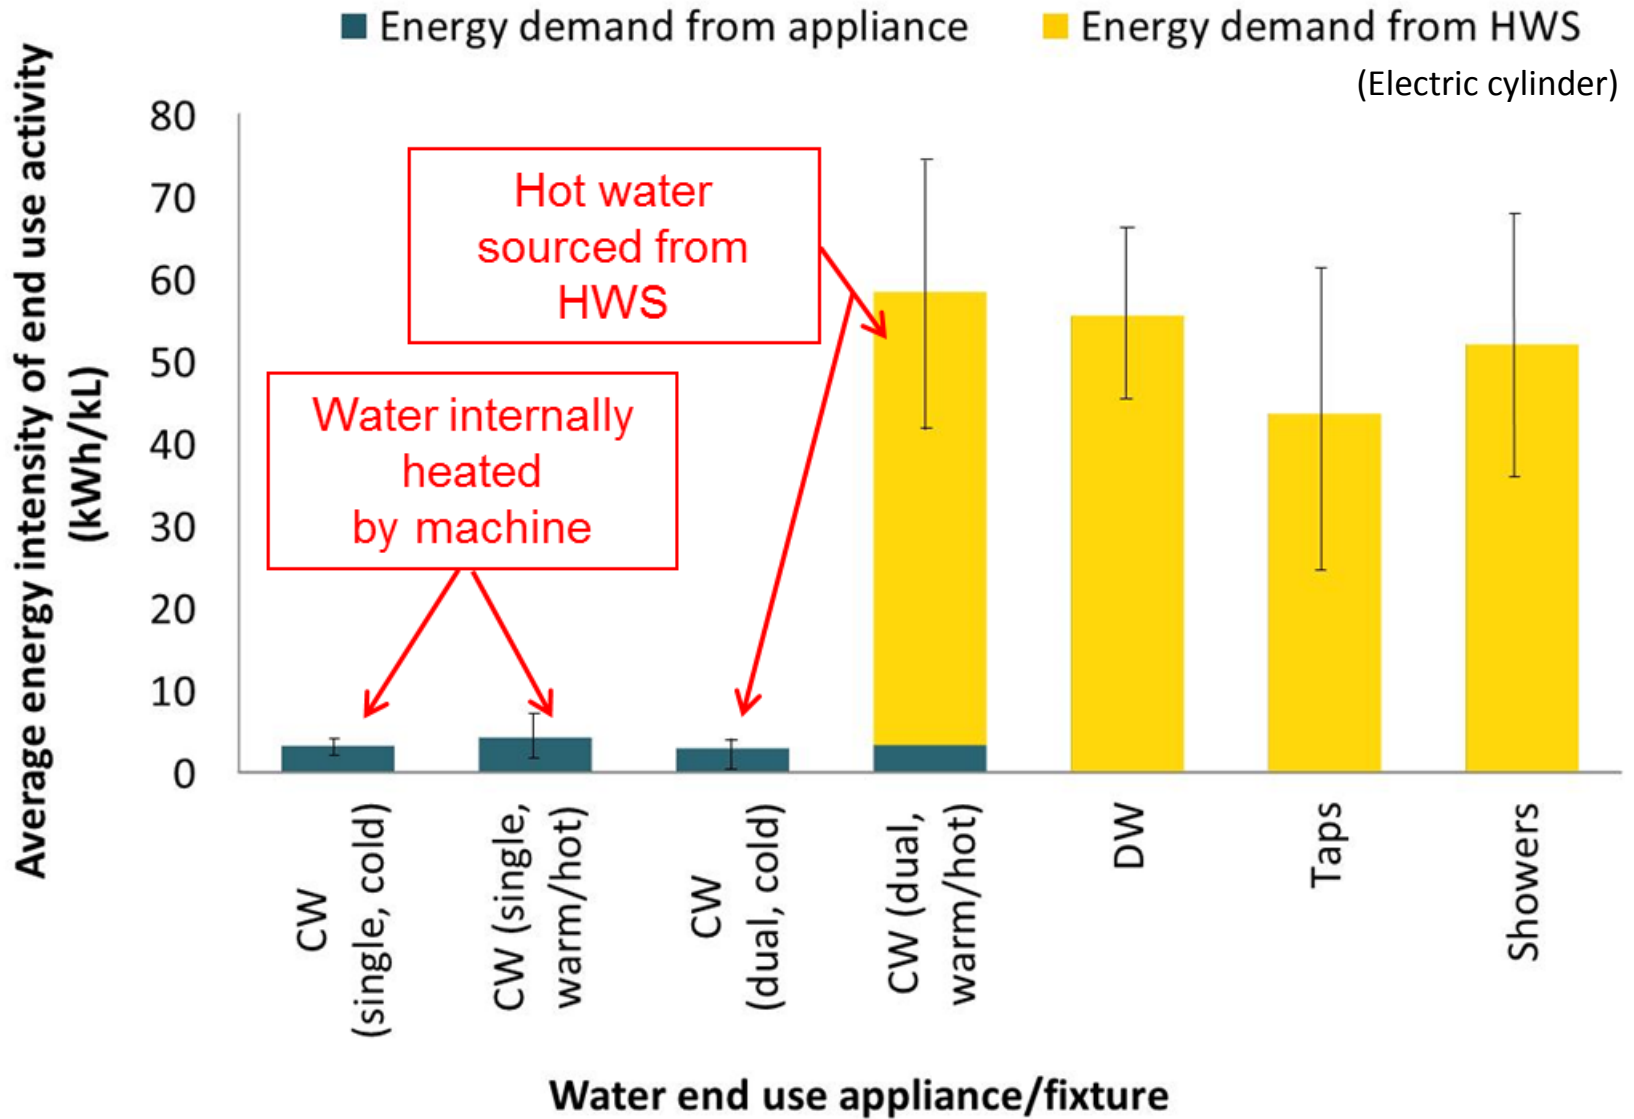 Energy demand from appliance
Energy demand from HWS
(Electric cylinder)
Average energy intensity of end use activity
(kWh/kL)
80
70
60
50
40
30
20
10
0
Hot water
sourced from
HWS
Water internally
heated
by machine
CW
(single, cold)
CW (single,
warm/hot)
CW
(dual, cold)
CW (dual,
warm/hot)
DW
Taps
Showers
Water end use appliance/fixture